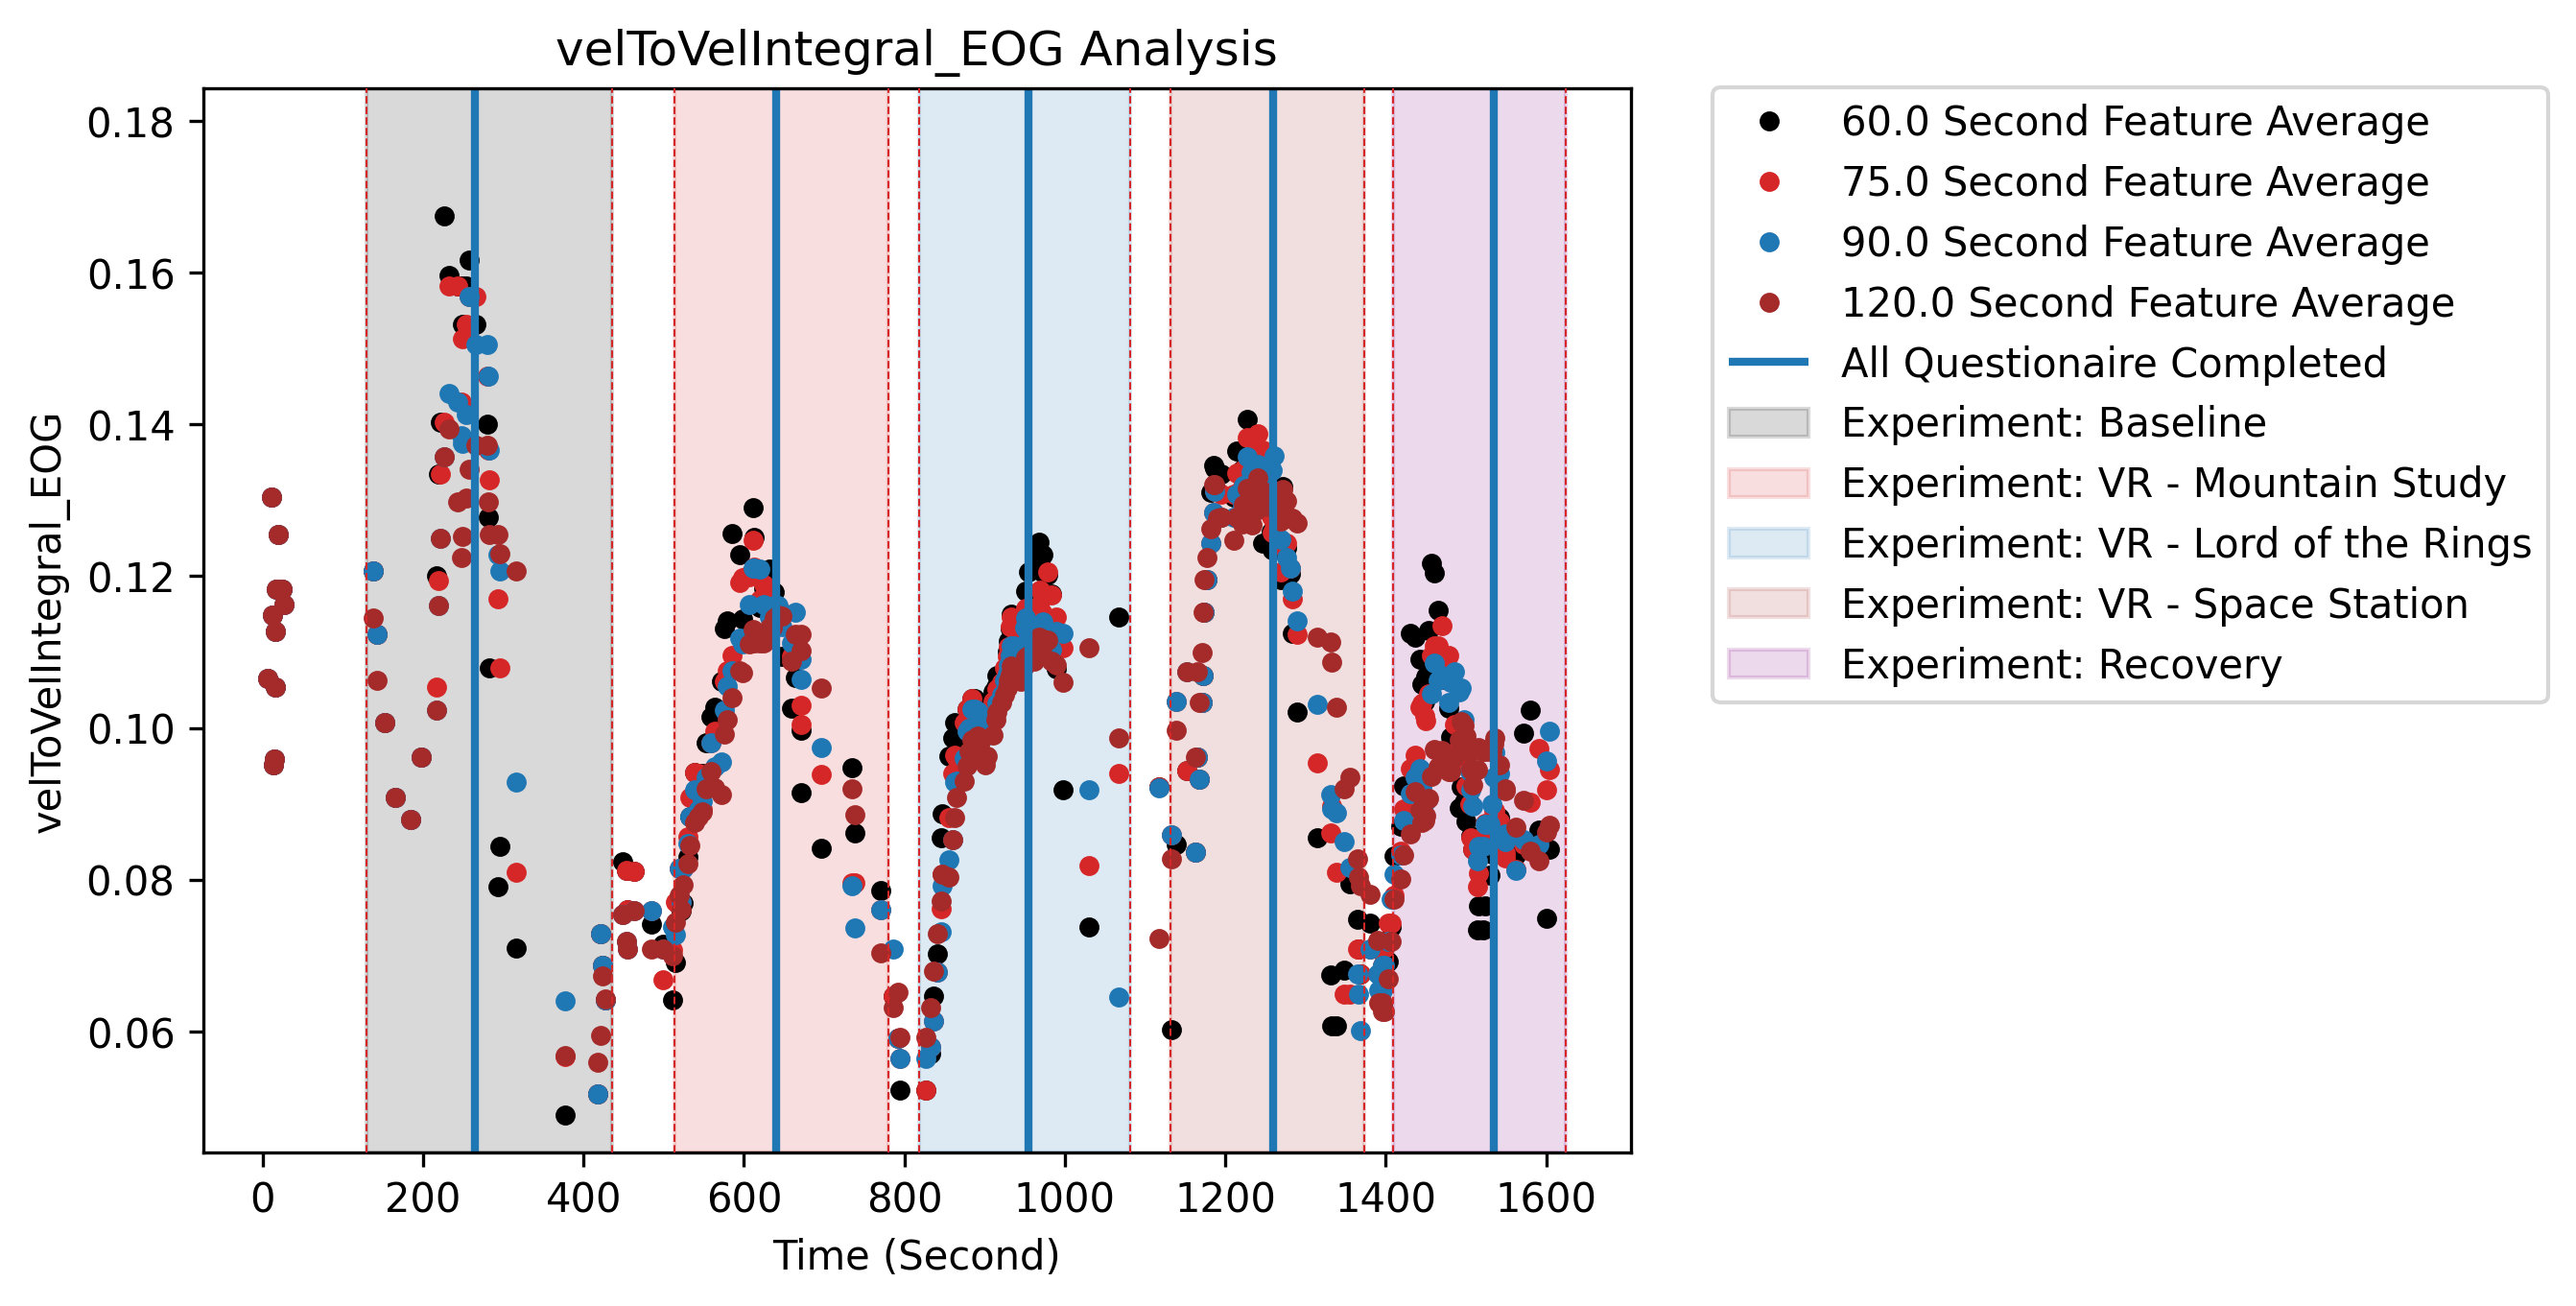 velToVelIntegral_EOG Analysis
velToVelIntegral_EOG
0.18
0.16
0.14
0.12
0.10
0.08
0.06
0 200 400 600 800 1000 1200 1400 1600
Time (Second)
60.0 Second Feature Average
75.0 Second Feature Average
90.0 Second Feature Average
120.0 Second Feature Average
All Questionaire Completed
Experiment: Baseline
Experiment: VR - Mountain Study
Experiment: VR - Lord of the Rings
Experiment: VR - Space Station
Experiment: Recovery